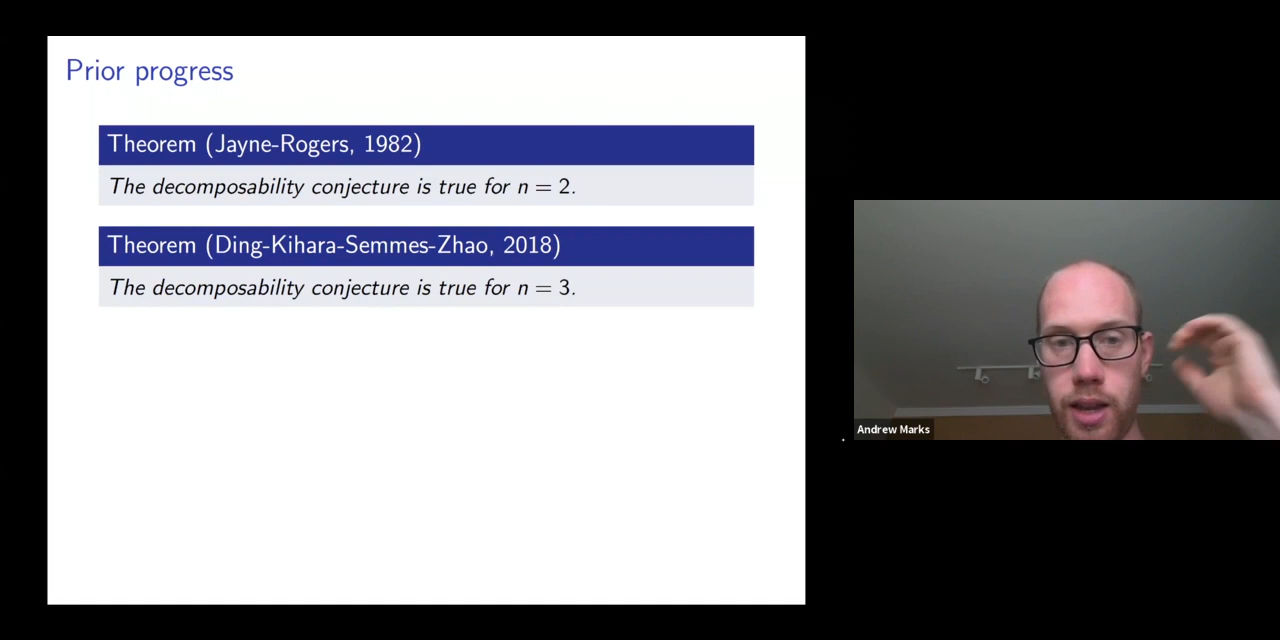 Prior progress
Theorem (Jayne-Rogers, 1982)
The decomposability conjecture is true for n = 2.
Theorem (Ding-Kihara-Semmes-Zhao, 2018)
The decomposability conjecture is true for n = 3.
Andrew Marks